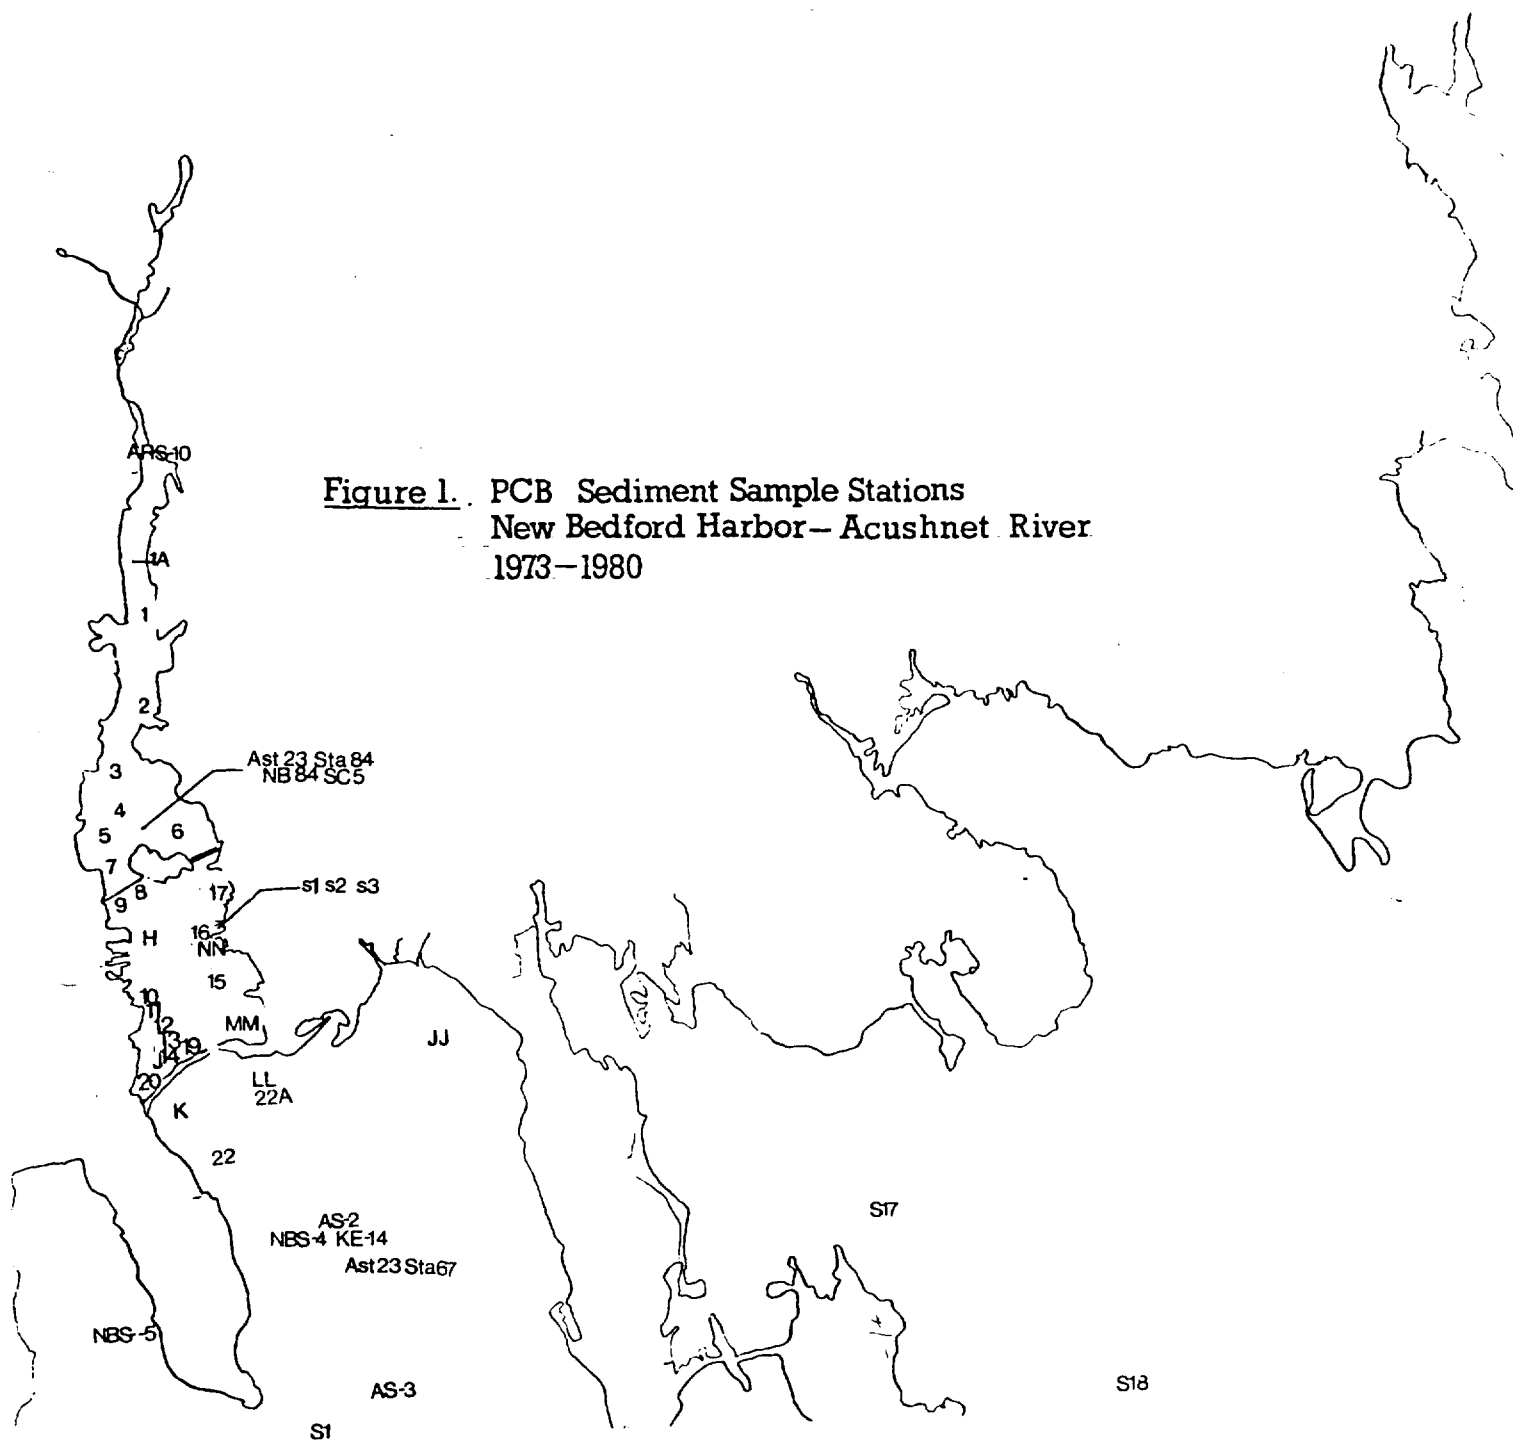 ARS-10
Figure 1. PCB Sediment Sample Stations
New Bedford Harbor—Acushnet River
1973—1980
1A
1
2
3
Ast 23 Sta 84
NB 84 SC 5
4
5
6
7
8
9
17
s1 s2 s3
16
NN
H
15
10
11
12
MM
13
19
J
14
JJ
20
LL
22A
K
22
S17
AS-2
NBS-4 KE-14
Ast 23 Sta 67
NBS-5
AS-3
S18
S1